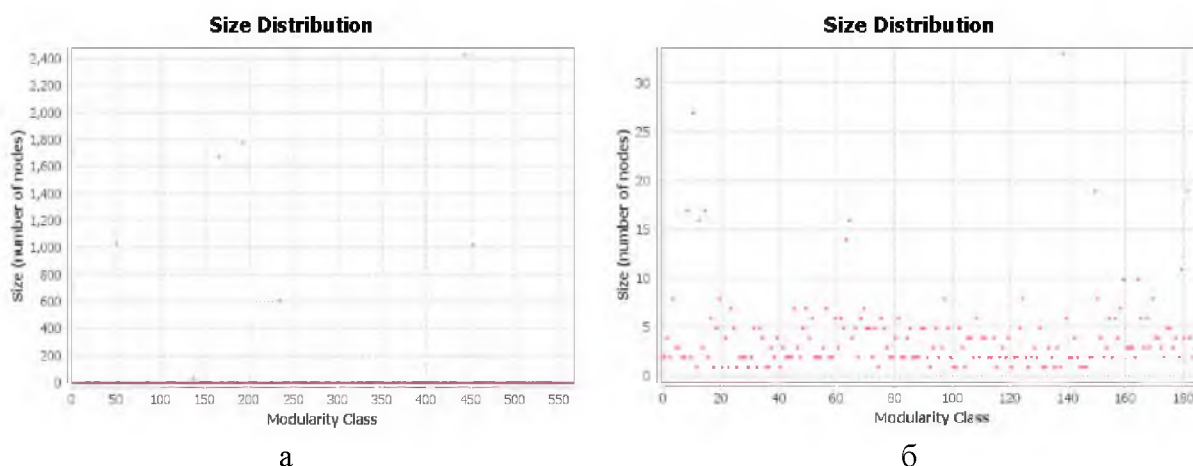 Size Distribution
2,400
2,200
2,000
1,800
1,600
1,400
1,200
1,000
800
600
400
200
0
Size (number of nodes)
0 50 100 150 200 250 300 350 400 450 500 550
Modularity Class
а
Size Distribution
30
25
20
15
10
5
0
Size (number of nodes)
0 20 40 60 80 100 120 140 160 180
Modularity Class
б